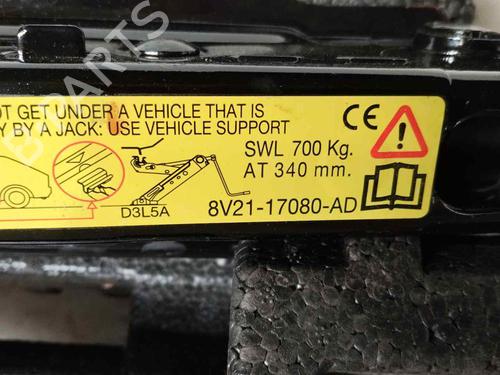 OT GET UNDER A VEHICLE THAT IS
Y BY A JACK: USE VEHICLE SUPPORT
SWL 700 Kg.
AT 340 mm.
D3L5A
8V21-17080-AD
CE
B-PARTS